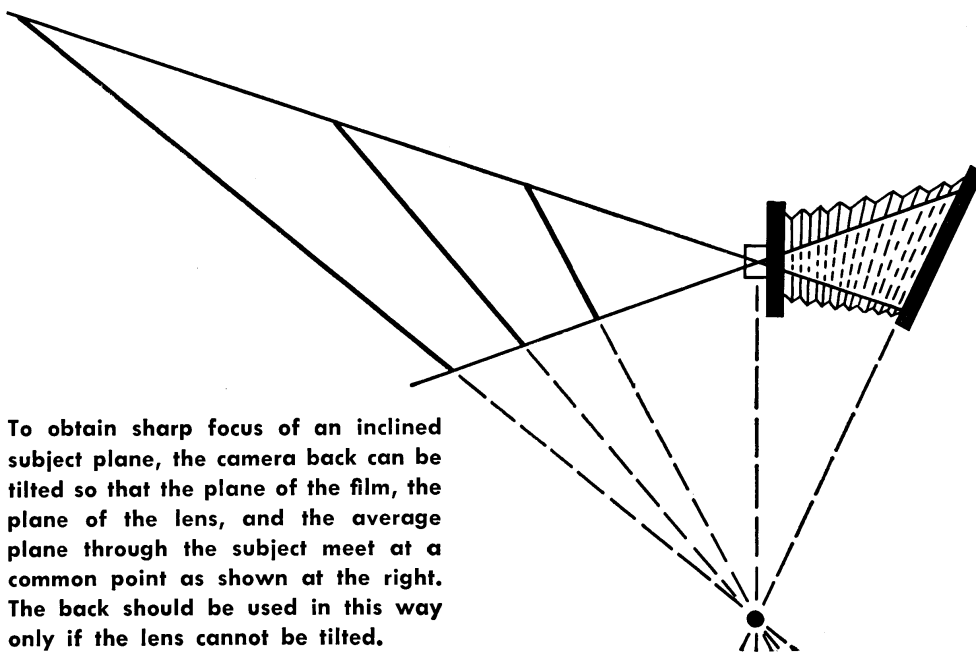 To obtain sharp focus of an inclined
subject plane, the camera back can be
tilted so that the plane of the film, the
plane of the lens, and the average
plane through the subject meet at a
common point as shown at the right.
The back should be used in this way
only if the lens cannot be tilted.